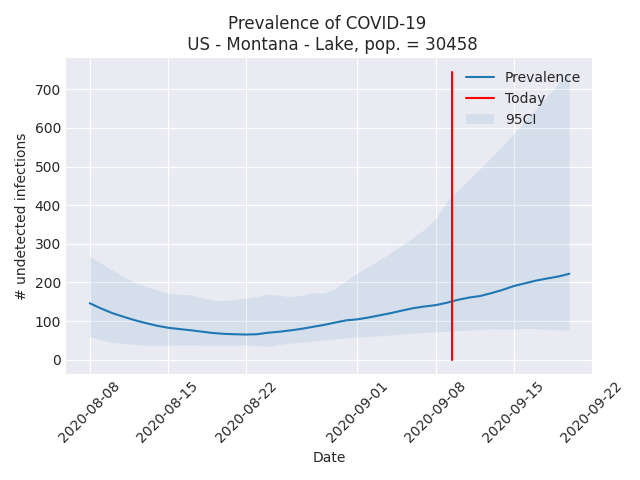 Prevalence of COVID-19
US - Montana - Lake, pop. = 30458
Prevalence
Today
95CI
# undetected infections
700
600
500
400
300
200
100
0
2020-08-08
2020-08-15
2020-08-22
2020-09-01
2020-09-08
2020-09-15
2020-09-22
Date